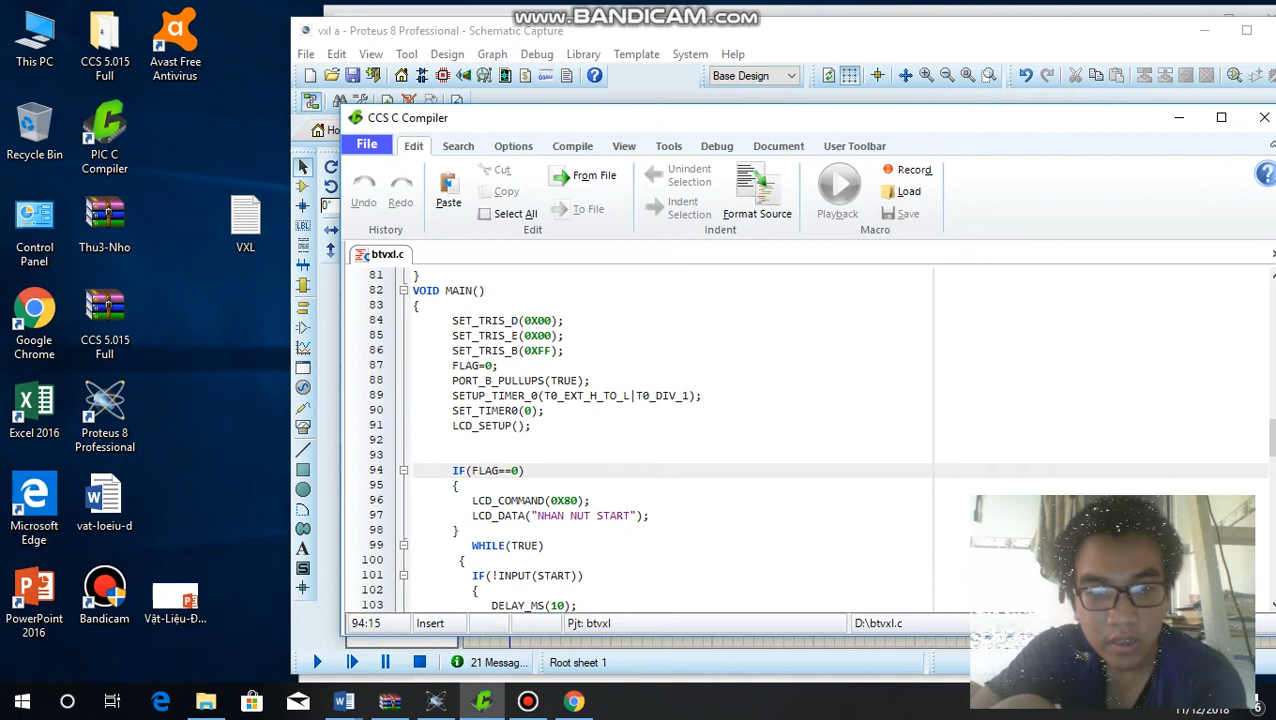 www.BANDICAM.com
This PC
CCS 5.015 Full
Avast Free Antivirus
Recycle Bin
PIC C Compiler
Control Panel
Thu3-Nho
VXL
Google Chrome
CCS 5.015 Full
Excel 2016
Proteus 8 Professional
Microsoft Edge
vat-loeiu-d
PowerPoint 2016
Bandicam
Vật-Liệu-Đ...
vxl a - Proteus 8 Professional - Schematic Capture
File Edit View Tool Design Graph Debug Library Template System Help
Base Design
CCS C Compiler
File Edit Search Options Compile View Tools Debug Document User Toolbar
Undo Redo Paste Cut Copy Select All From File To File
Unindent Selection Indent Selection Format Source Playback Record Load Save
History Edit Indent Macro
btvxl.c
81 }
82 VOID MAIN()
83 {
84 SET_TRIS_D(0X00);
85 SET_TRIS_E(0X00);
86 SET_TRIS_B(0XFF);
87 FLAG=0;
88 PORT_B_PULLUPS(TRUE);
89 SETUP_TIMER_0(T0_EXT_H_TO_L|T0_DIV_1);
90 SET_TIMER0(0);
91 LCD_SETUP();
92
93
94 IF(FLAG==0)
95 {
96 LCD_COMMAND(0X80);
97 LCD_DATA("NHAN NUT START");
98 }
99 WHILE(TRUE)
100 {
101 IF(!INPUT(START))
102 {
103 DELAY_MS(10);
94:15 Insert Pjt: btvxl D:\btvxl.c
21 Messag... Root sheet 1
11/12/2018